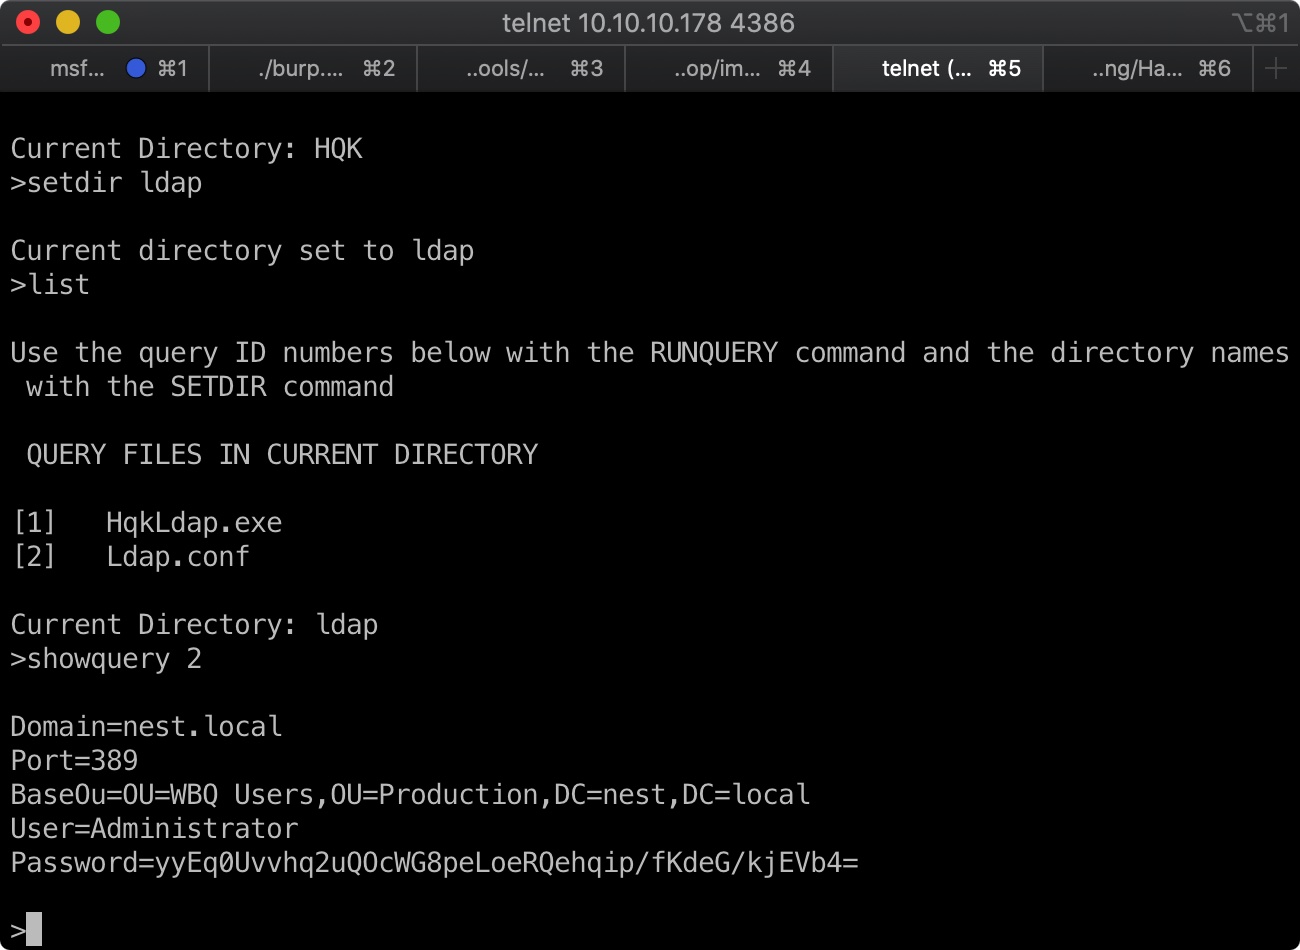 telnet 10.10.10.178 4386
⌥⌘1
msf... ⌘1
./burp.... ⌘2
..ools/... ⌘3
..op/im... ⌘4
telnet (... ⌘5
..ng/Ha... ⌘6
Current Directory: HQK
>setdir ldap
Current directory set to ldap
>list
Use the query ID numbers below with the RUNQUERY command and the directory names
with the SETDIR command
QUERY FILES IN CURRENT DIRECTORY
[1] HqkLdap.exe
[2] Ldap.conf
Current Directory: ldap
>showquery 2
Domain=nest.local
Port=389
BaseOu=OU=WBQ Users,OU=Production,DC=nest,DC=local
User=Administrator
Password=yyEq0Uvvhq2uQOcWG8peLoeRQehqip/fKdeG/kjEVb4=
>